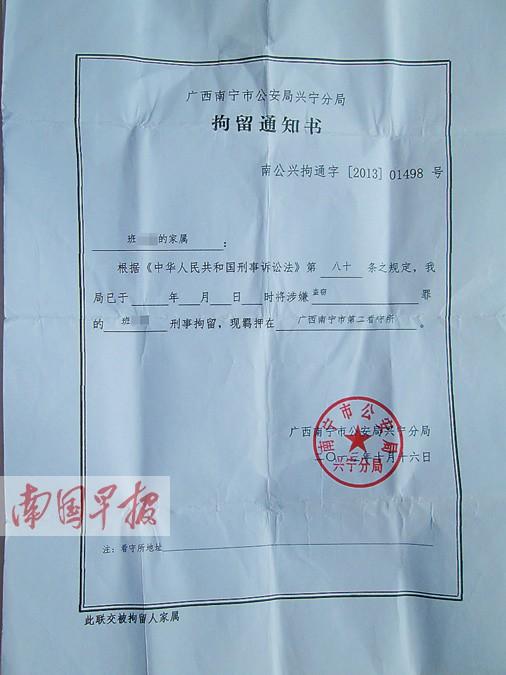 广西南宁市公安局兴宁分局
拘留通知书
南公兴拘通字 [2013] 01498 号
班 的家属 :
根据《中华人民共和国刑事诉讼法》第 八十 条之规定，我
局已于 年 月 日 时将涉嫌 盗窃 罪
的 班 刑事拘留，现羁押在 广西南宁市第二看守所 。
南宁市公安局
兴宁分局
广西南宁市公安局兴宁分局
二〇一三年十月十六日
南国早报
注：看守所地址
此联交被拘留人家属